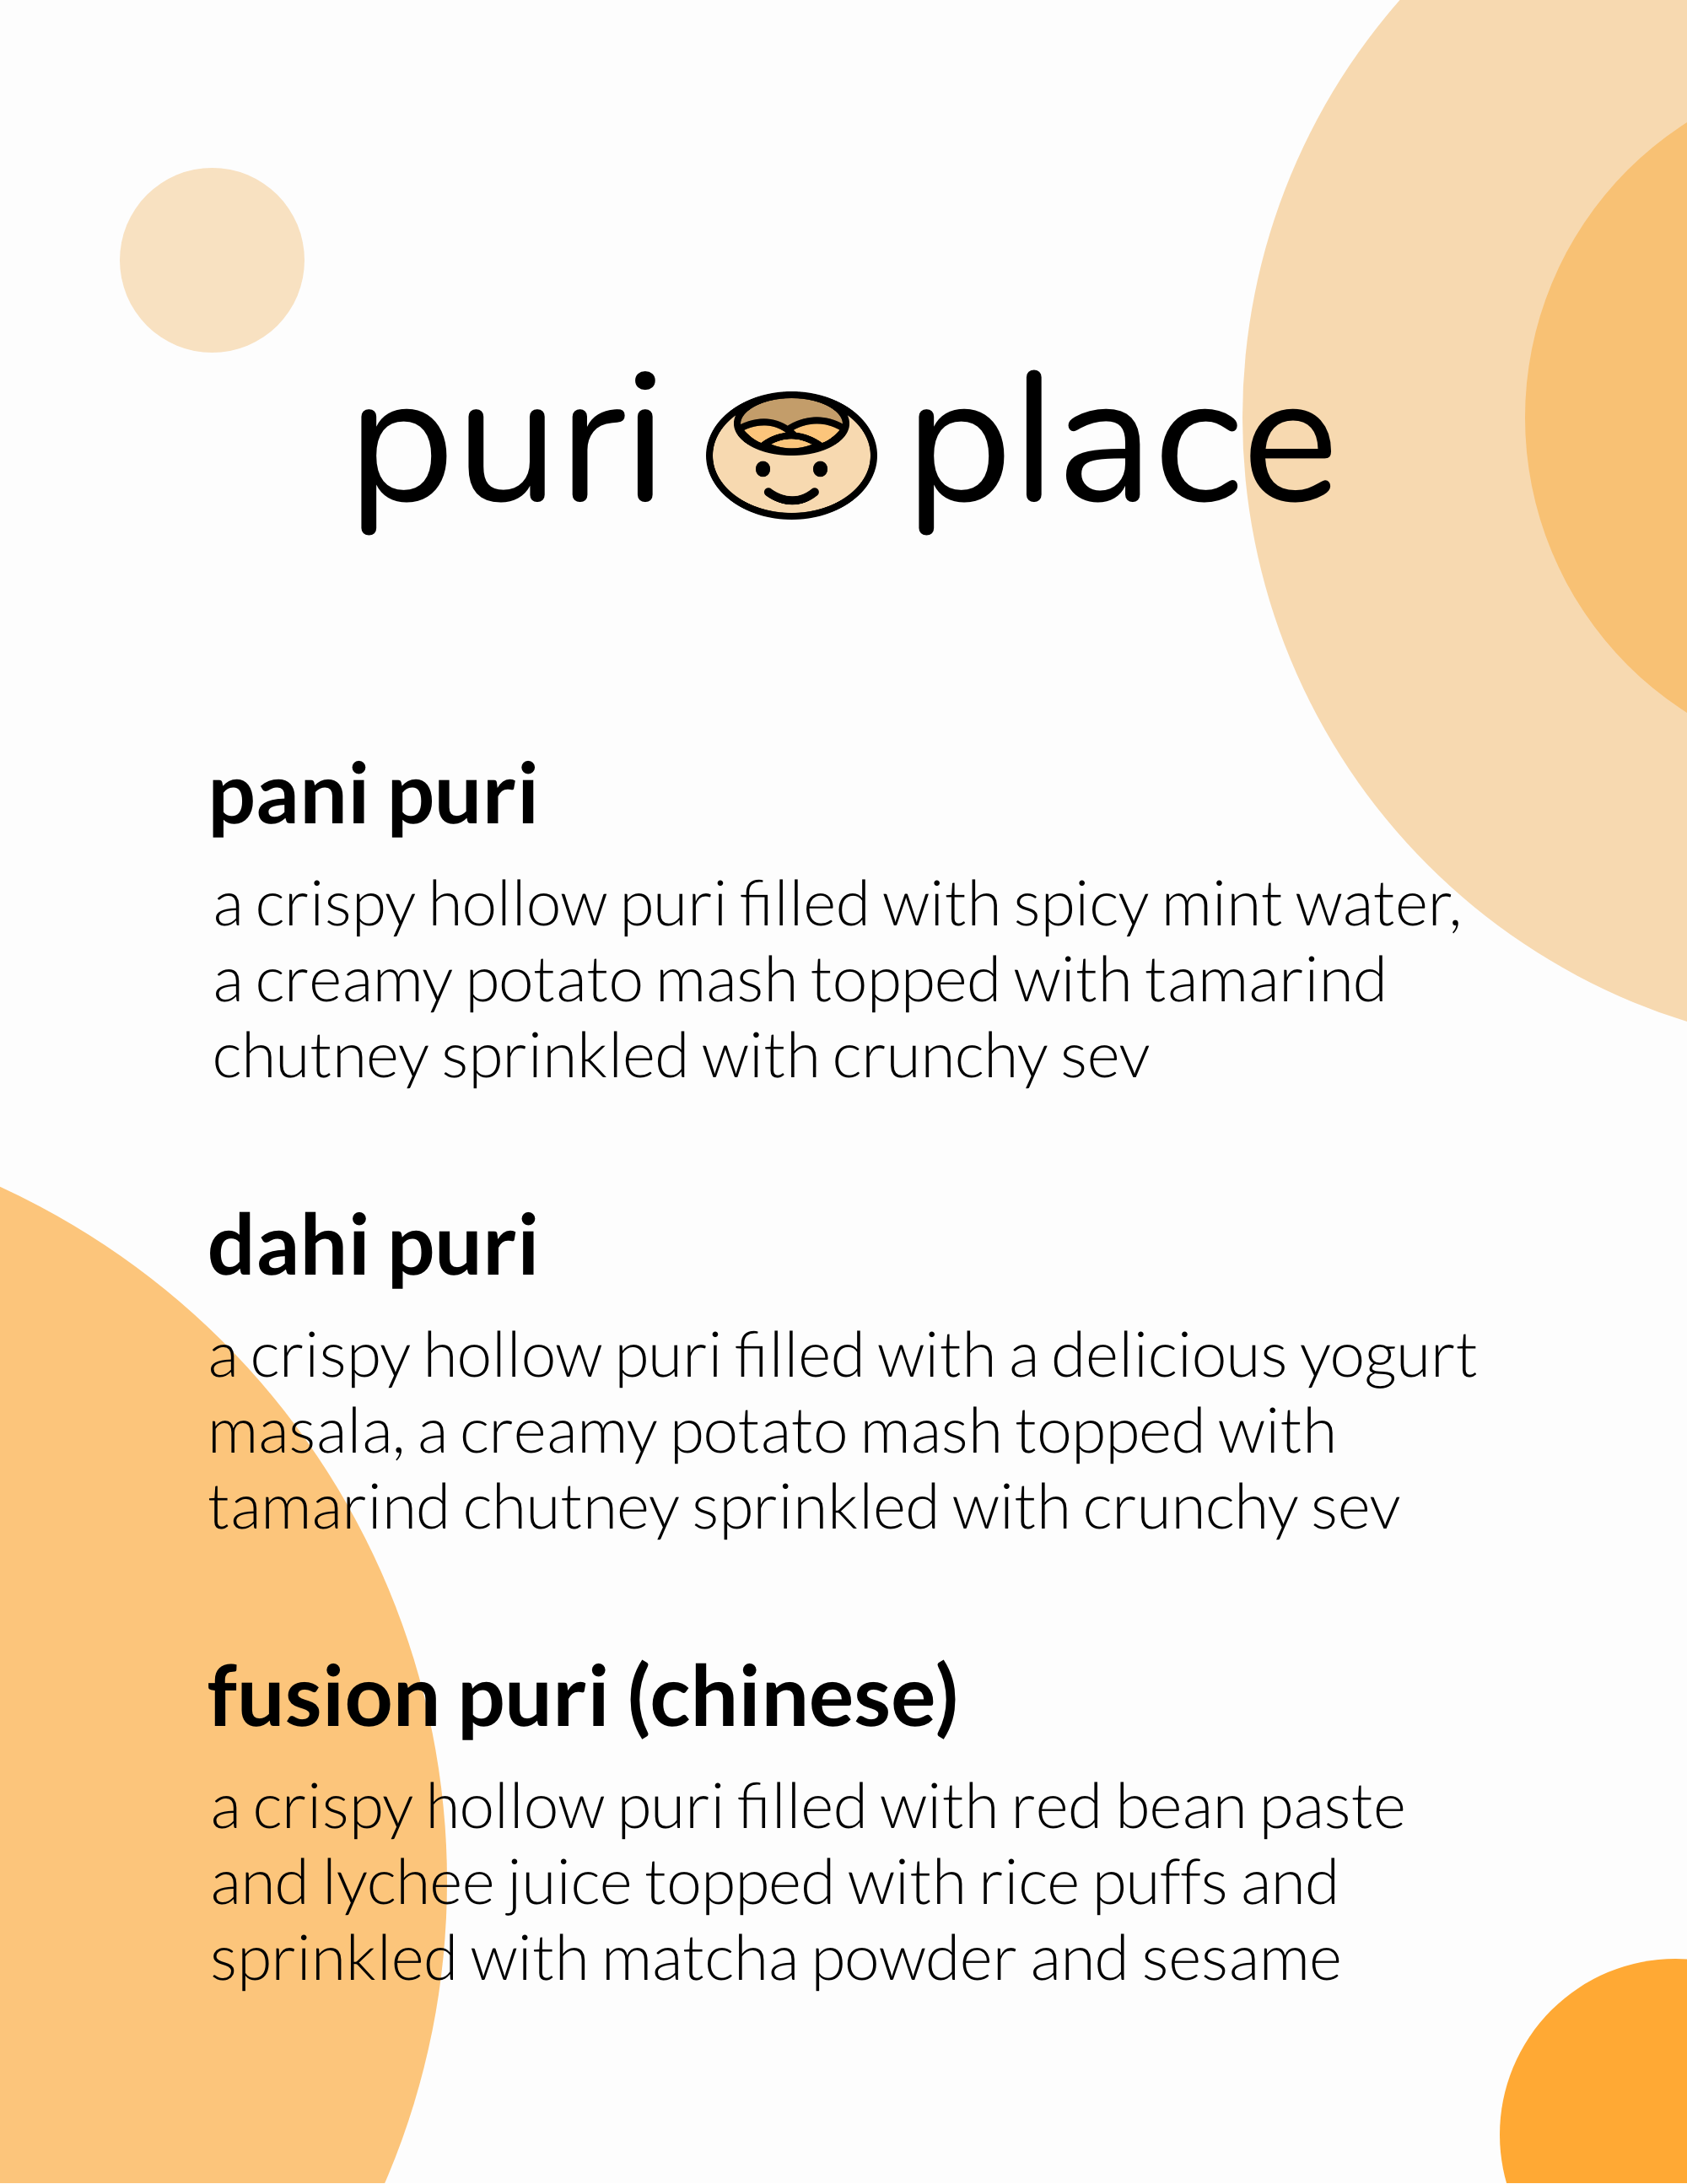 puri place
pani puri
a crispy hollow puri filled with spicy mint water,
a creamy potato mash topped with tamarind
chutney sprinkled with crunchy sev
dahi puri
a crispy hollow puri filled with a delicious yogurt
masala, a creamy potato mash topped with
tamarind chutney sprinkled with crunchy sev
fusion puri (chinese)
a crispy hollow puri filled with red bean paste
and lychee juice topped with rice puffs and
sprinkled with matcha powder and sesame